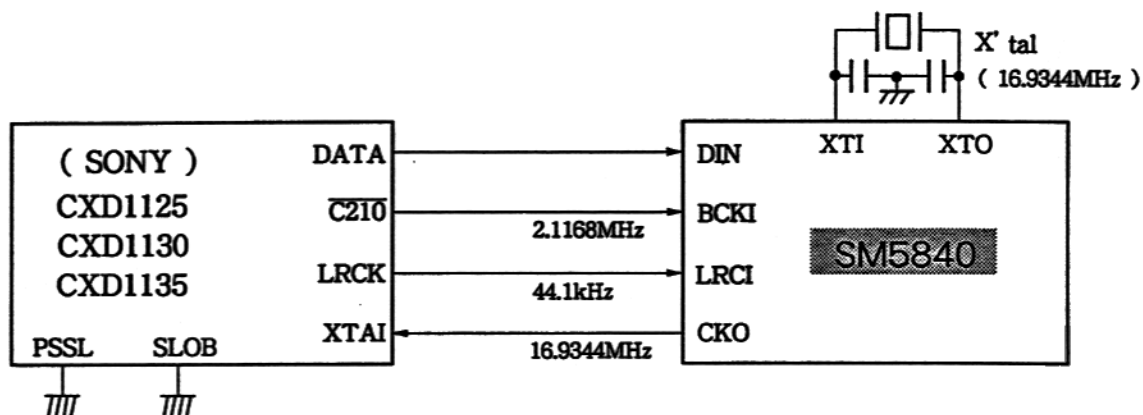 X' tal
( 16.9344MHz )
XTI XTO
( SONY )
CXD1125
CXD1130
CXD1135
DATA
C210
LRCK
XTAI
PSSL SLOB
2.1168MHz
44.1kHz
16.9344MHz
DIN
BCKI
LRCI
CKO
SM5840